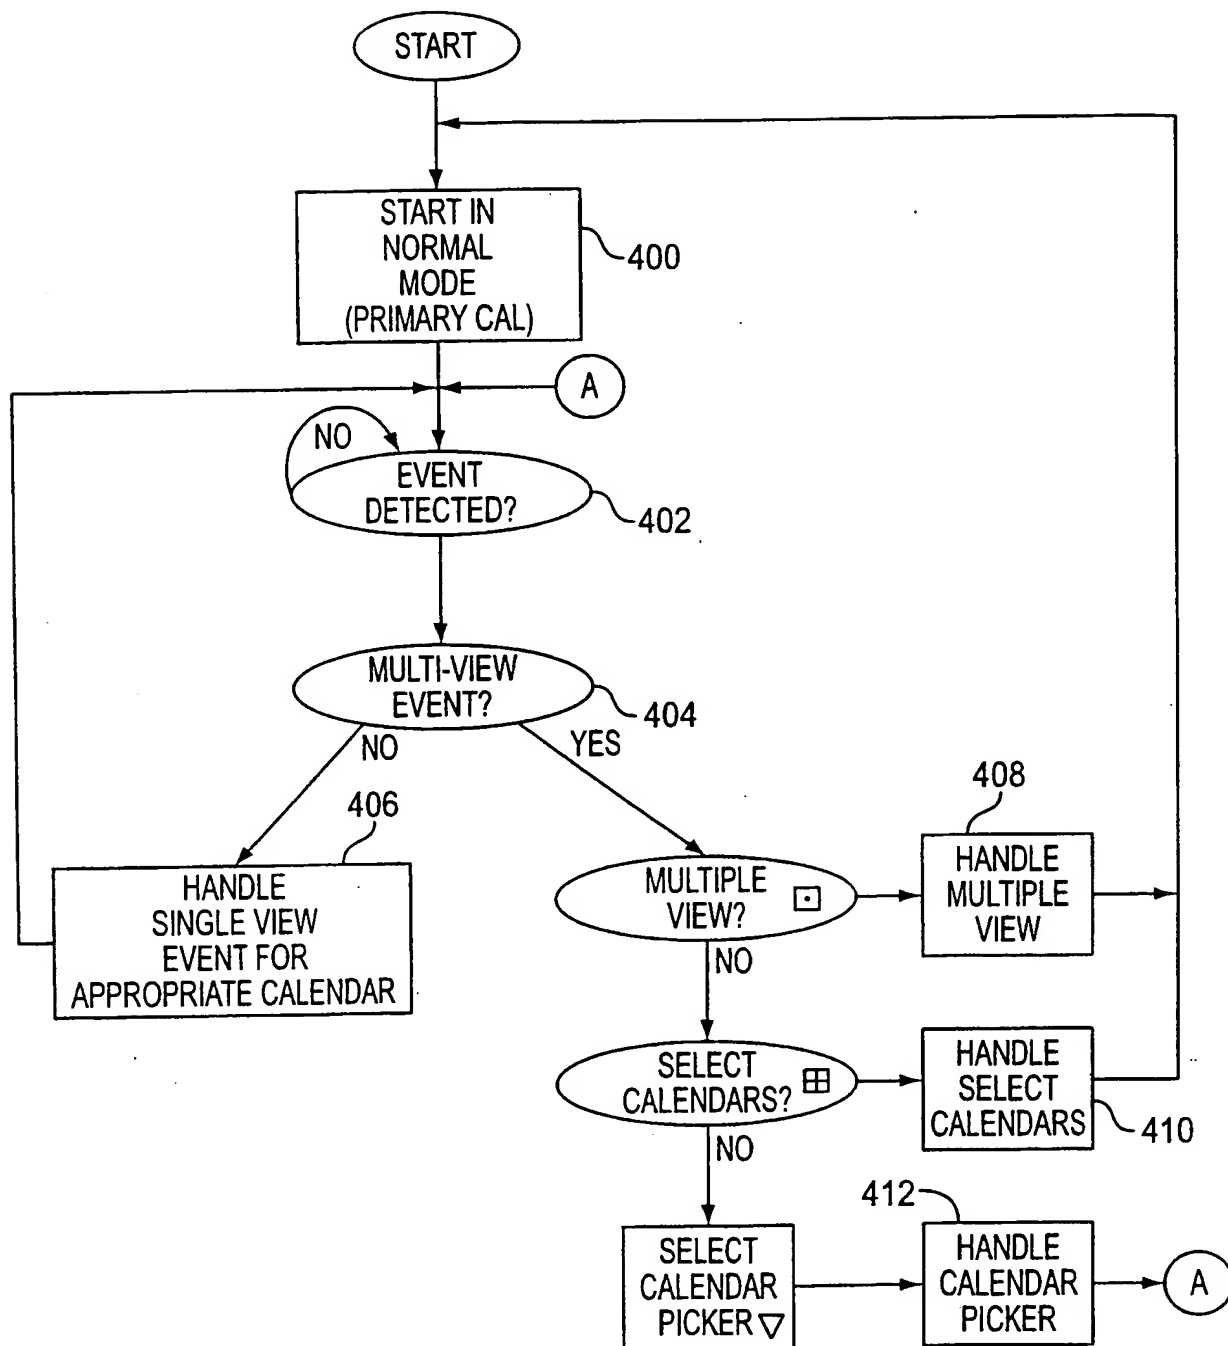 START
START IN
NORMAL
MODE
(PRIMARY CAL)
400
A
NO
EVENT
DETECTED?
402
MULTI-VIEW
EVENT?
404
NO
YES
406
HANDLE
SINGLE VIEW
EVENT FOR
APPROPRIATE CALENDAR
MULTIPLE
VIEW?
408
HANDLE
MULTIPLE
VIEW
NO
SELECT
CALENDARS?
HANDLE
SELECT
CALENDARS
410
NO
SELECT
CALENDAR
PICKER
412
HANDLE
CALENDAR
PICKER
A